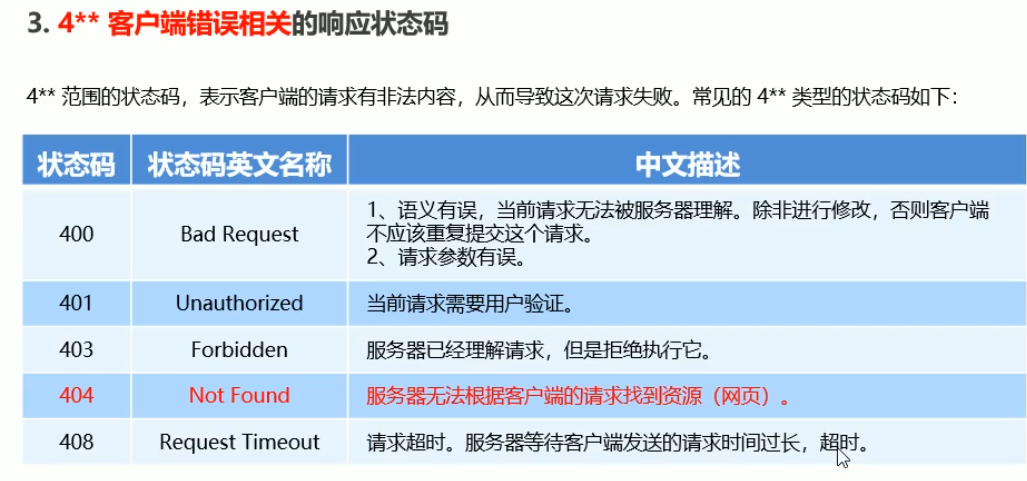 3. 4** 客户端错误相关的响应状态码
4** 范围的状态码，表示客户端的请求有非法内容，从而导致这次请求失败。常见的 4** 类型的状态码如下：
状态码 状态码英文名称 中文描述
400 Bad Request 1、语义有误，当前请求无法被服务器理解。除非进行修改，否则客户端
不应该重复提交这个请求。
2、请求参数有误。
401 Unauthorized 当前请求需要用户验证。
403 Forbidden 服务器已经理解请求，但是拒绝执行它。
404 Not Found 服务器无法根据客户端的请求找到资源（网页）。
408 Request Timeout 请求超时。服务器等待客户端发送的请求时间过长，超时。